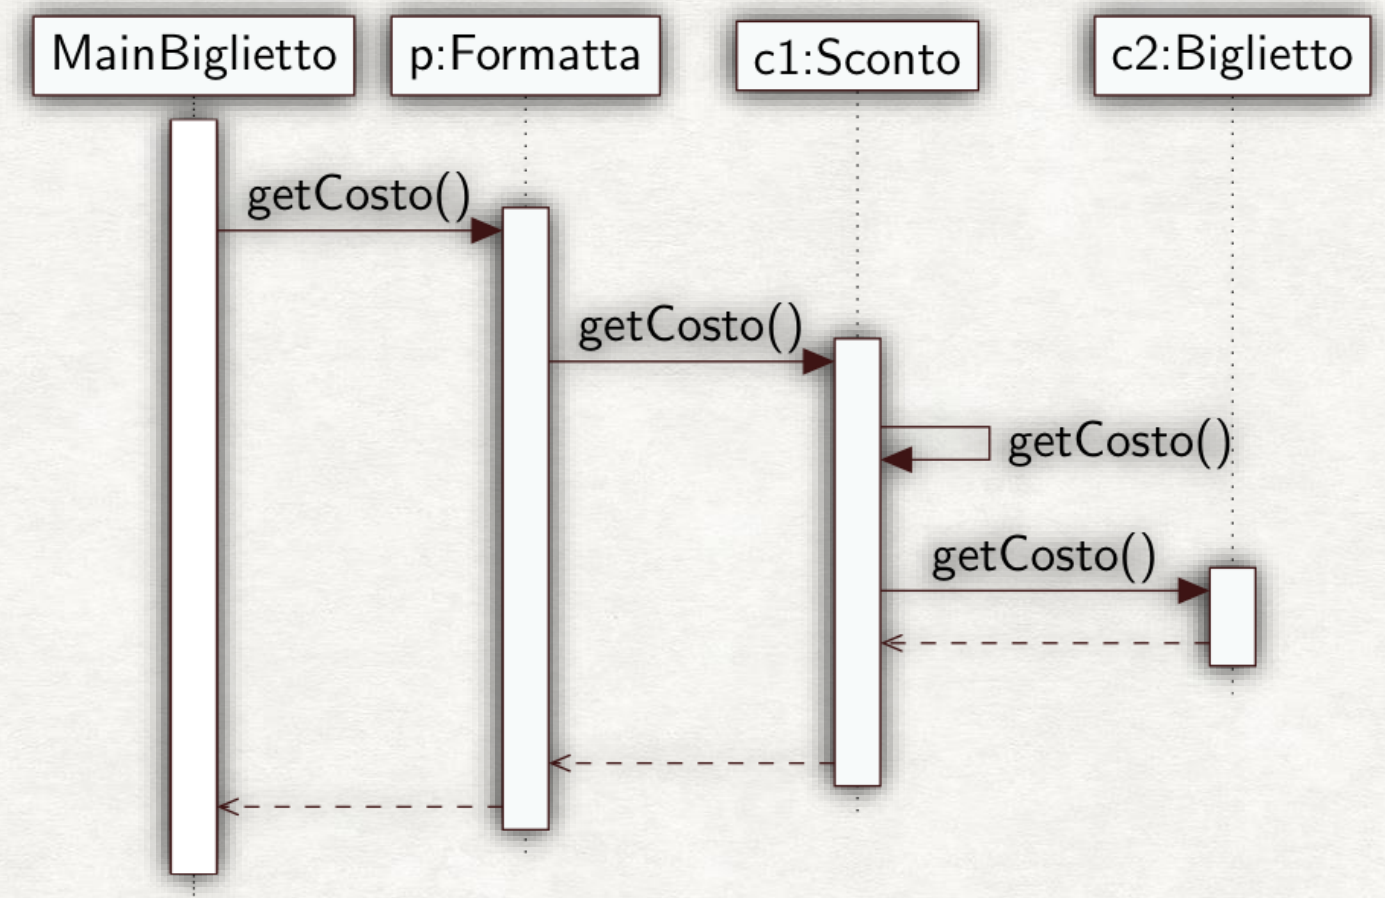 MainBiglietto
p:Formatta
c1:Sconto
c2:Biglietto
getCosto()
getCosto()
getCosto()
getCosto()